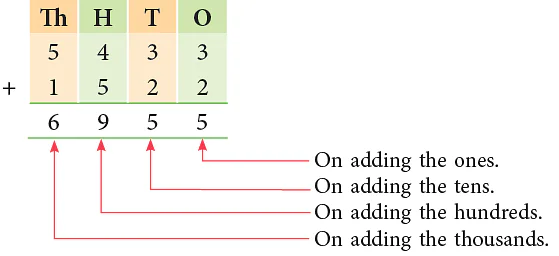 Th H T O
5 4 3 3
+ 1 5 2 2
6 9 5 5
On adding the ones.
On adding the tens.
On adding the hundreds.
On adding the thousands.